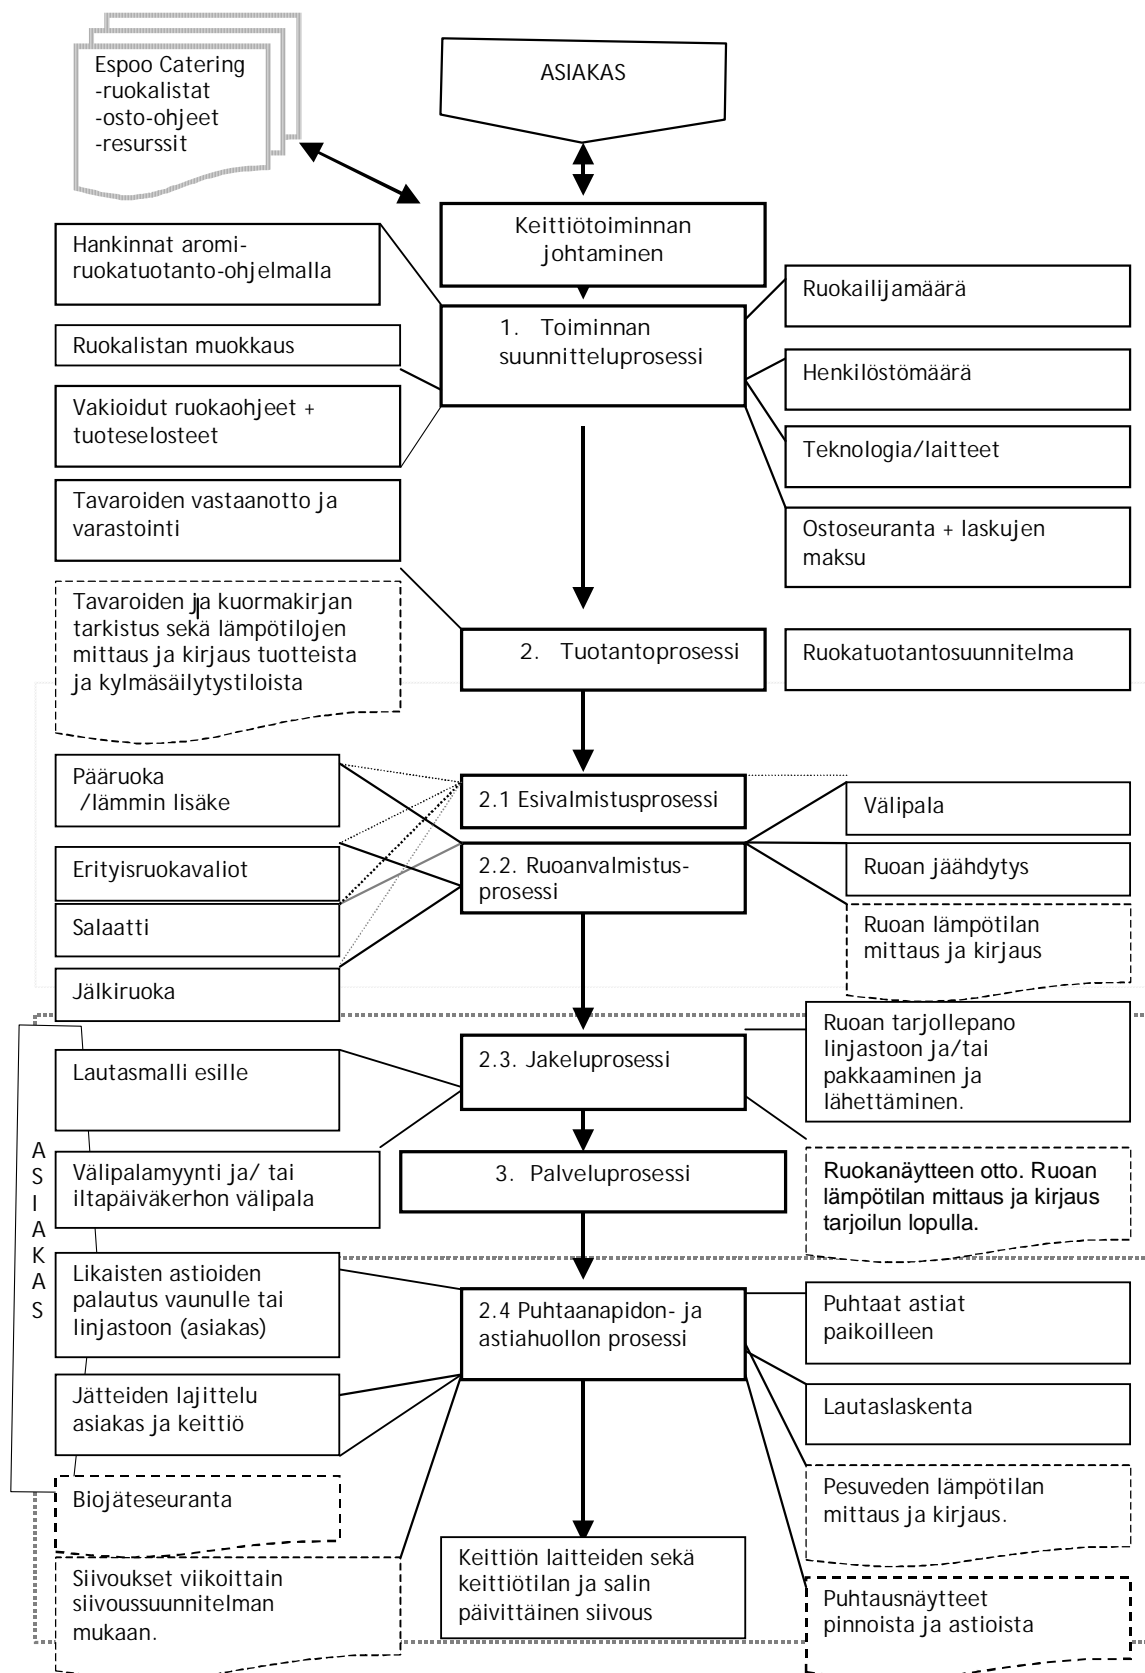 Espoo Catering
-ruokalistat
-osto-ohjeet
-resurssit
ASIAKAS
Keittiötoiminnan
johtaminen
Hankinnat aromi-
ruokatuotanto-ohjelmalla
Ruokailijamäärä
1. Toiminnan
suunnitteluprosessi
Ruokalistan muokkaus
Henkilöstömäärä
Vakioidut ruokaohjeet +
tuoteselosteet
Teknologia/laitteet
Tavaroiden vastaanotto ja
varastointi
Ostoseuranta + laskujen
maksu
Tavaroiden ja kuormakirjan
tarkistus sekä lämpötilojen
mittaus ja kirjaus tuotteista
ja kylmäsäilytystiloista
2. Tuotantoprosessi
Ruokatuotantosuunnitelma
Pääruoka
/lämmin lisäke
2.1 Esivalmistusprosessi
Välipala
Erityisruokavaliot
2.2. Ruoanvalmistus-
prosessi
Ruoan jäähdytys
Salaatti
Ruoan lämpötilan
mittaus ja kirjaus
Jälkiruoka
Ruoan tarjollepano
linjastoon ja/tai
pakkaaminen ja
lähettäminen.
Lautasmalli esille
2.3. Jakeluprosessi
A
S
I
A
K
A
S
Välipalamyynti ja/ tai
iltapäiväkerhon välipala
3. Palveluprosessi
Ruokanäytteen otto. Ruoan
lämpötilan mittaus ja kirjaus
tarjoilun lopulla.
Likaisten astioiden
palautus vaunulle tai
linjastoon (asiakas)
2.4 Puhtaanapidon- ja
astiahuollon prosessi
Puhtaat astiat
paikoilleen
Jätteiden lajittelu
asiakas ja keittiö
Lautaslaskenta
Biojäteseuranta
Pesuveden lämpötilan
mittaus ja kirjaus.
Siivoukset viikoittain
siivoussuunnitelman
mukaan.
Keittiön laitteiden sekä
keittiötilan ja salin
päivittäinen siivous
Puhtausnäytteet
pinnoista ja astioista